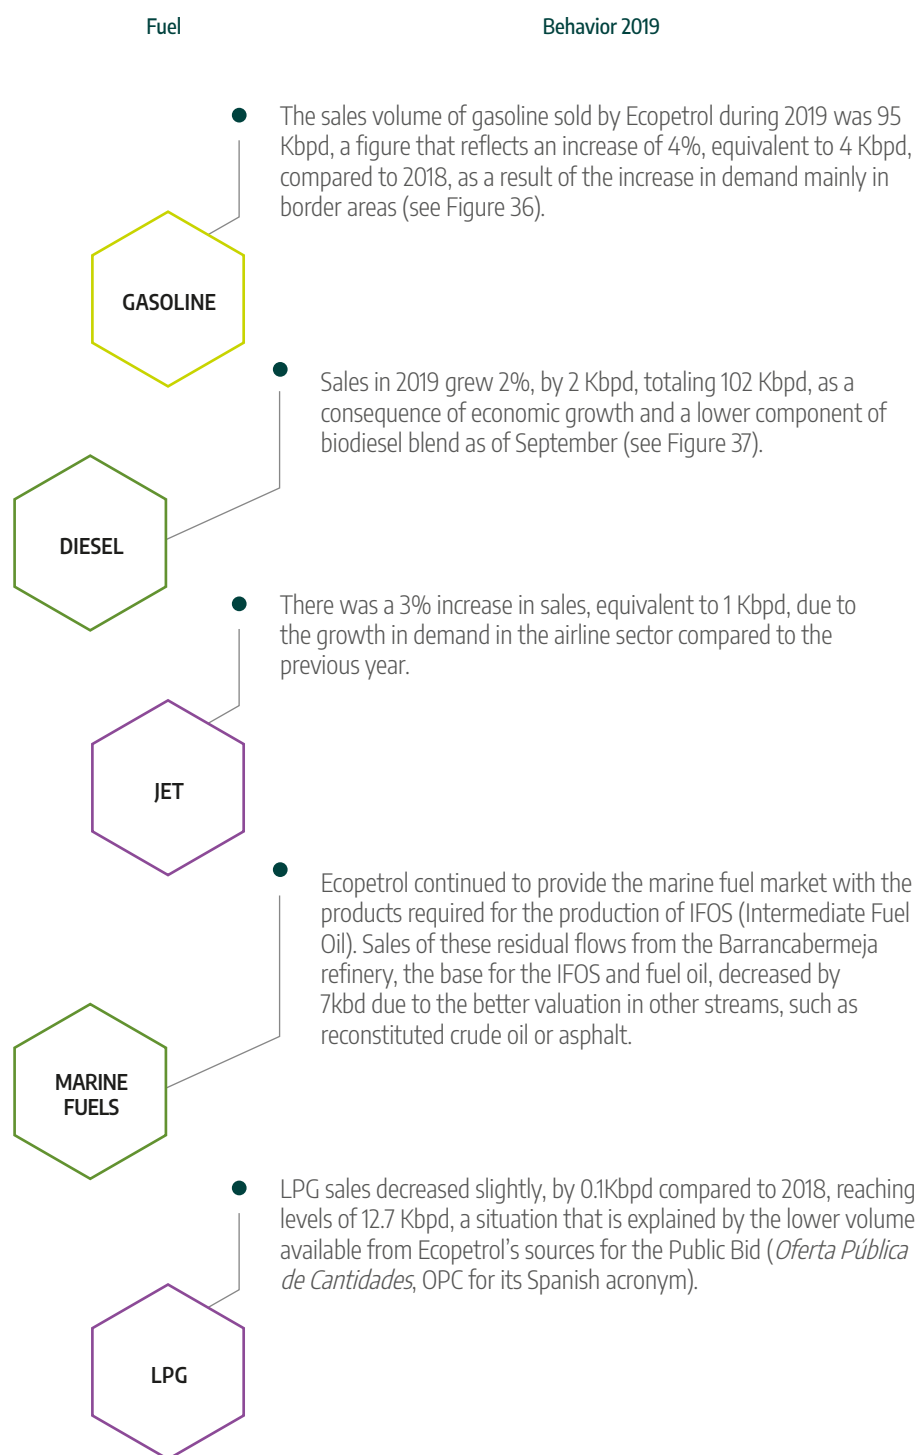 Fuel
Behavior 2019
The sales volume of gasoline sold by Ecopetrol during 2019 was 95
Kbpd, a figure that reflects an increase of 4%, equivalent to 4 Kbpd,
compared to 2018, as a result of the increase in demand mainly in
border areas (see Figure 36).
GASOLINE
Sales in 2019 grew 2%, by 2 Kbpd, totaling 102 Kbpd, as a
consequence of economic growth and a lower component of
biodiesel blend as of September (see Figure 37).
DIESEL
There was a 3% increase in sales, equivalent to 1 Kbpd, due to
the growth in demand in the airline sector compared to the
previous year.
JET
Ecopetrol continued to provide the marine fuel market with the
products required for the production of IFOS (Intermediate Fuel
Oil). Sales of these residual flows from the Barrancabermeja
refinery, the base for the IFOS and fuel oil, decreased by
7kbd due to the better valuation in other streams, such as
reconstituted crude oil or asphalt.
MARINE
FUELS
LPG sales decreased slightly, by 0.1Kbpd compared to 2018, reaching
levels of 12.7 Kbpd, a situation that is explained by the lower volume
available from Ecopetrol's sources for the Public Bid (Oferta Pública
de Cantidades, OPC for its Spanish acronym).
LPG